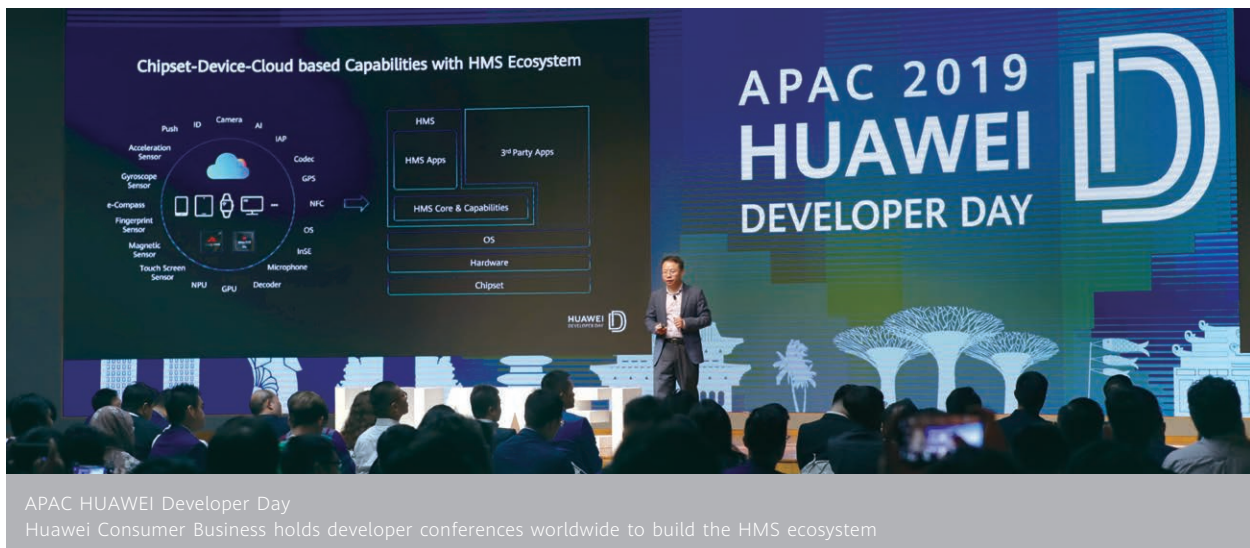 Chipset-Device-Cloud based Capabilities with HMS Ecosystem
Push
ID
Camera
AI
IAP
Codec
GPS
NFC
OS
InSE
Microphone
Decoder
GPU
NPU
Touch Screen
Sensor
Magnetic
Sensor
Fingerprint
Sensor
e-Compass
Gyroscope
Sensor
Acceleration
Sensor
HMS
HMS Apps
3rd Party Apps
HMS Core & Capabilities
OS
Hardware
Chipset
HUAWEI
DEVELOPER DAY
APAC 2019
HUAWEI
DEVELOPER DAY
APAC HUAWEI Developer Day
Huawei Consumer Business holds developer conferences worldwide to build the HMS ecosystem